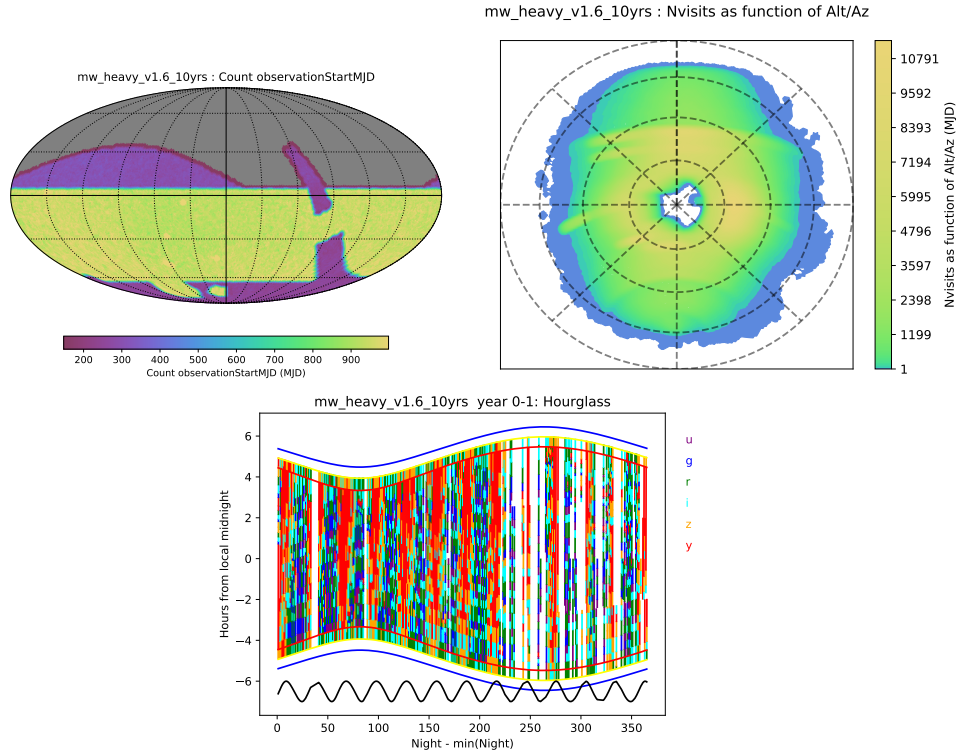 mw_heavy_v1.6_10yrs : Nvisits as function of Alt/Az
mw_heavy_v1.6_10yrs : Count observationStartMJD
200 300 400 500 600 700 800 900
Count observationStartMJD (MJD)
10791
9592
8393
7194
5995
4796
3597
2398
1199
1
Nvisits as function of Alt/Az (MJD)
mw_heavy_v1.6_10yrs year 0-1: Hourglass
6
4
2
0
−2
−4
−6
Hours from local midnight
0 50 100 150 200 250 300 350
Night - min(Night)
u
g
r
i
z
y